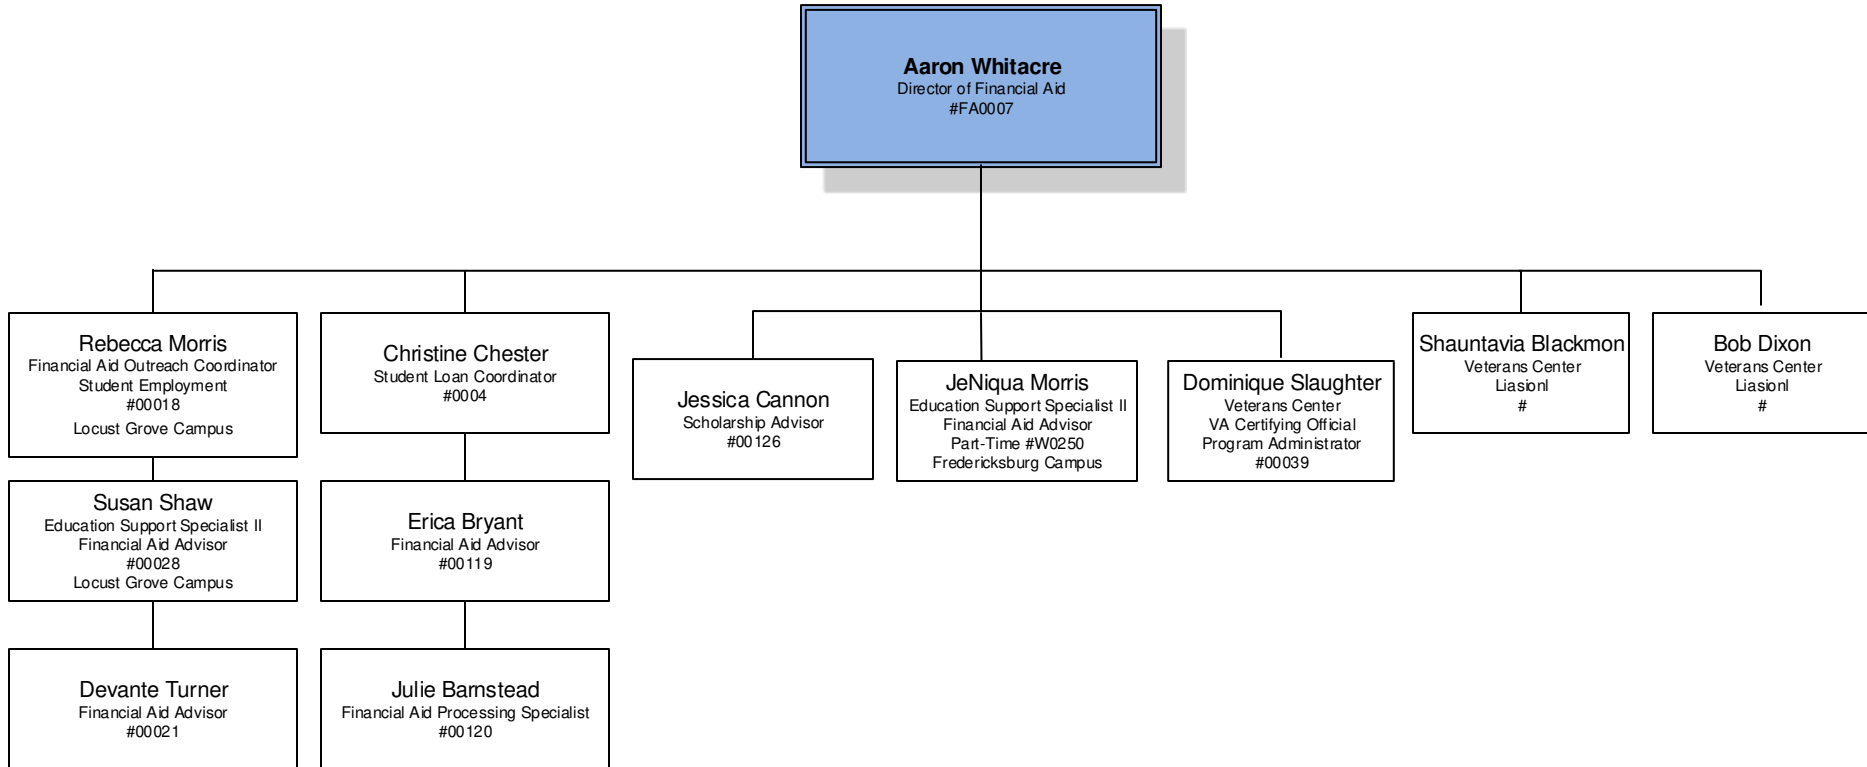 Aaron Whitacre
Director of Financial Aid
#FA0007
Rebecca Morris
Financial Aid Outreach Coordinator
Student Employment
#00018
Locust Grove Campus
Christine Chester
Student Loan Coordinator
#0004
Jessica Cannon
Scholarship Advisor
#00126
JeNiqua Morris
Education Support Specialist II
Financial Aid Advisor
Part-Time #W0250
Fredericksburg Campus
Dominique Slaughter
Veterans Center
VA Certifying Official
Program Administrator
#00039
Shauntavia Blackmon
Veterans Center
Liasionl
#
Bob Dixon
Veterans Center
Liasionl
#
Susan Shaw
Education Support Specialist II
Financial Aid Advisor
#00028
Locust Grove Campus
Erica Bryant
Financial Aid Advisor
#00119
Devante Turner
Financial Aid Advisor
#00021
Julie Barnstead
Financial Aid Processing Specialist
#00120